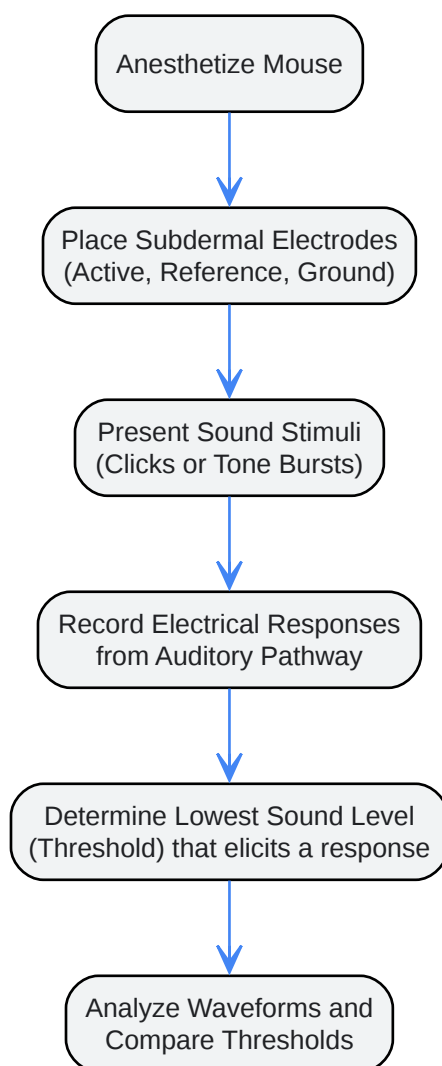 Anesthetize Mouse
Place Subdermal Electrodes
(Active, Reference, Ground)
Present Sound Stimuli
(Clicks or Tone Bursts)
Record Electrical Responses
from Auditory Pathway
Determine Lowest Sound Level
(Threshold) that elicits a response
Analyze Waveforms and
Compare Thresholds